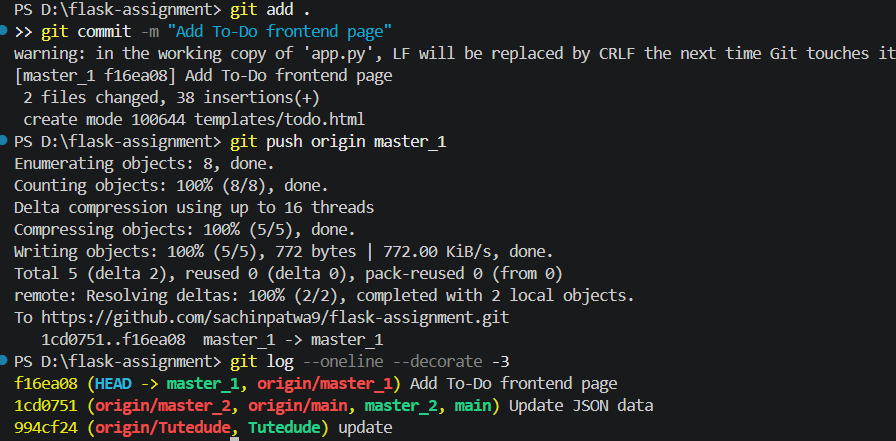 PS D:\flask-assignment> git add .
>> git commit -m "Add To-Do frontend page"
warning: in the working copy of 'app.py', LF will be replaced by CRLF the next time Git touches it
[master_1 f16ea08] Add To-Do frontend page
 2 files changed, 38 insertions(+)
 create mode 100644 templates/todo.html
PS D:\flask-assignment> git push origin master_1
Enumerating objects: 8, done.
Counting objects: 100% (8/8), done.
Delta compression using up to 16 threads
Compressing objects: 100% (5/5), done.
Writing objects: 100% (5/5), 772 bytes | 772.00 KiB/s, done.
Total 5 (delta 2), reused 0 (delta 0), pack-reused 0 (from 0)
remote: Resolving deltas: 100% (2/2), completed with 2 local objects.
To https://github.com/sachinpatwa9/flask-assignment.git
   1cd0751..f16ea08  master_1 -> master_1
PS D:\flask-assignment> git log --oneline --decorate -3
f16ea08 (HEAD -> master_1, origin/master_1) Add To-Do frontend page
1cd0751 (origin/master_2, origin/main, master_2, main) Update JSON data
994cf24 (origin/Tutedude, Tutedude) update